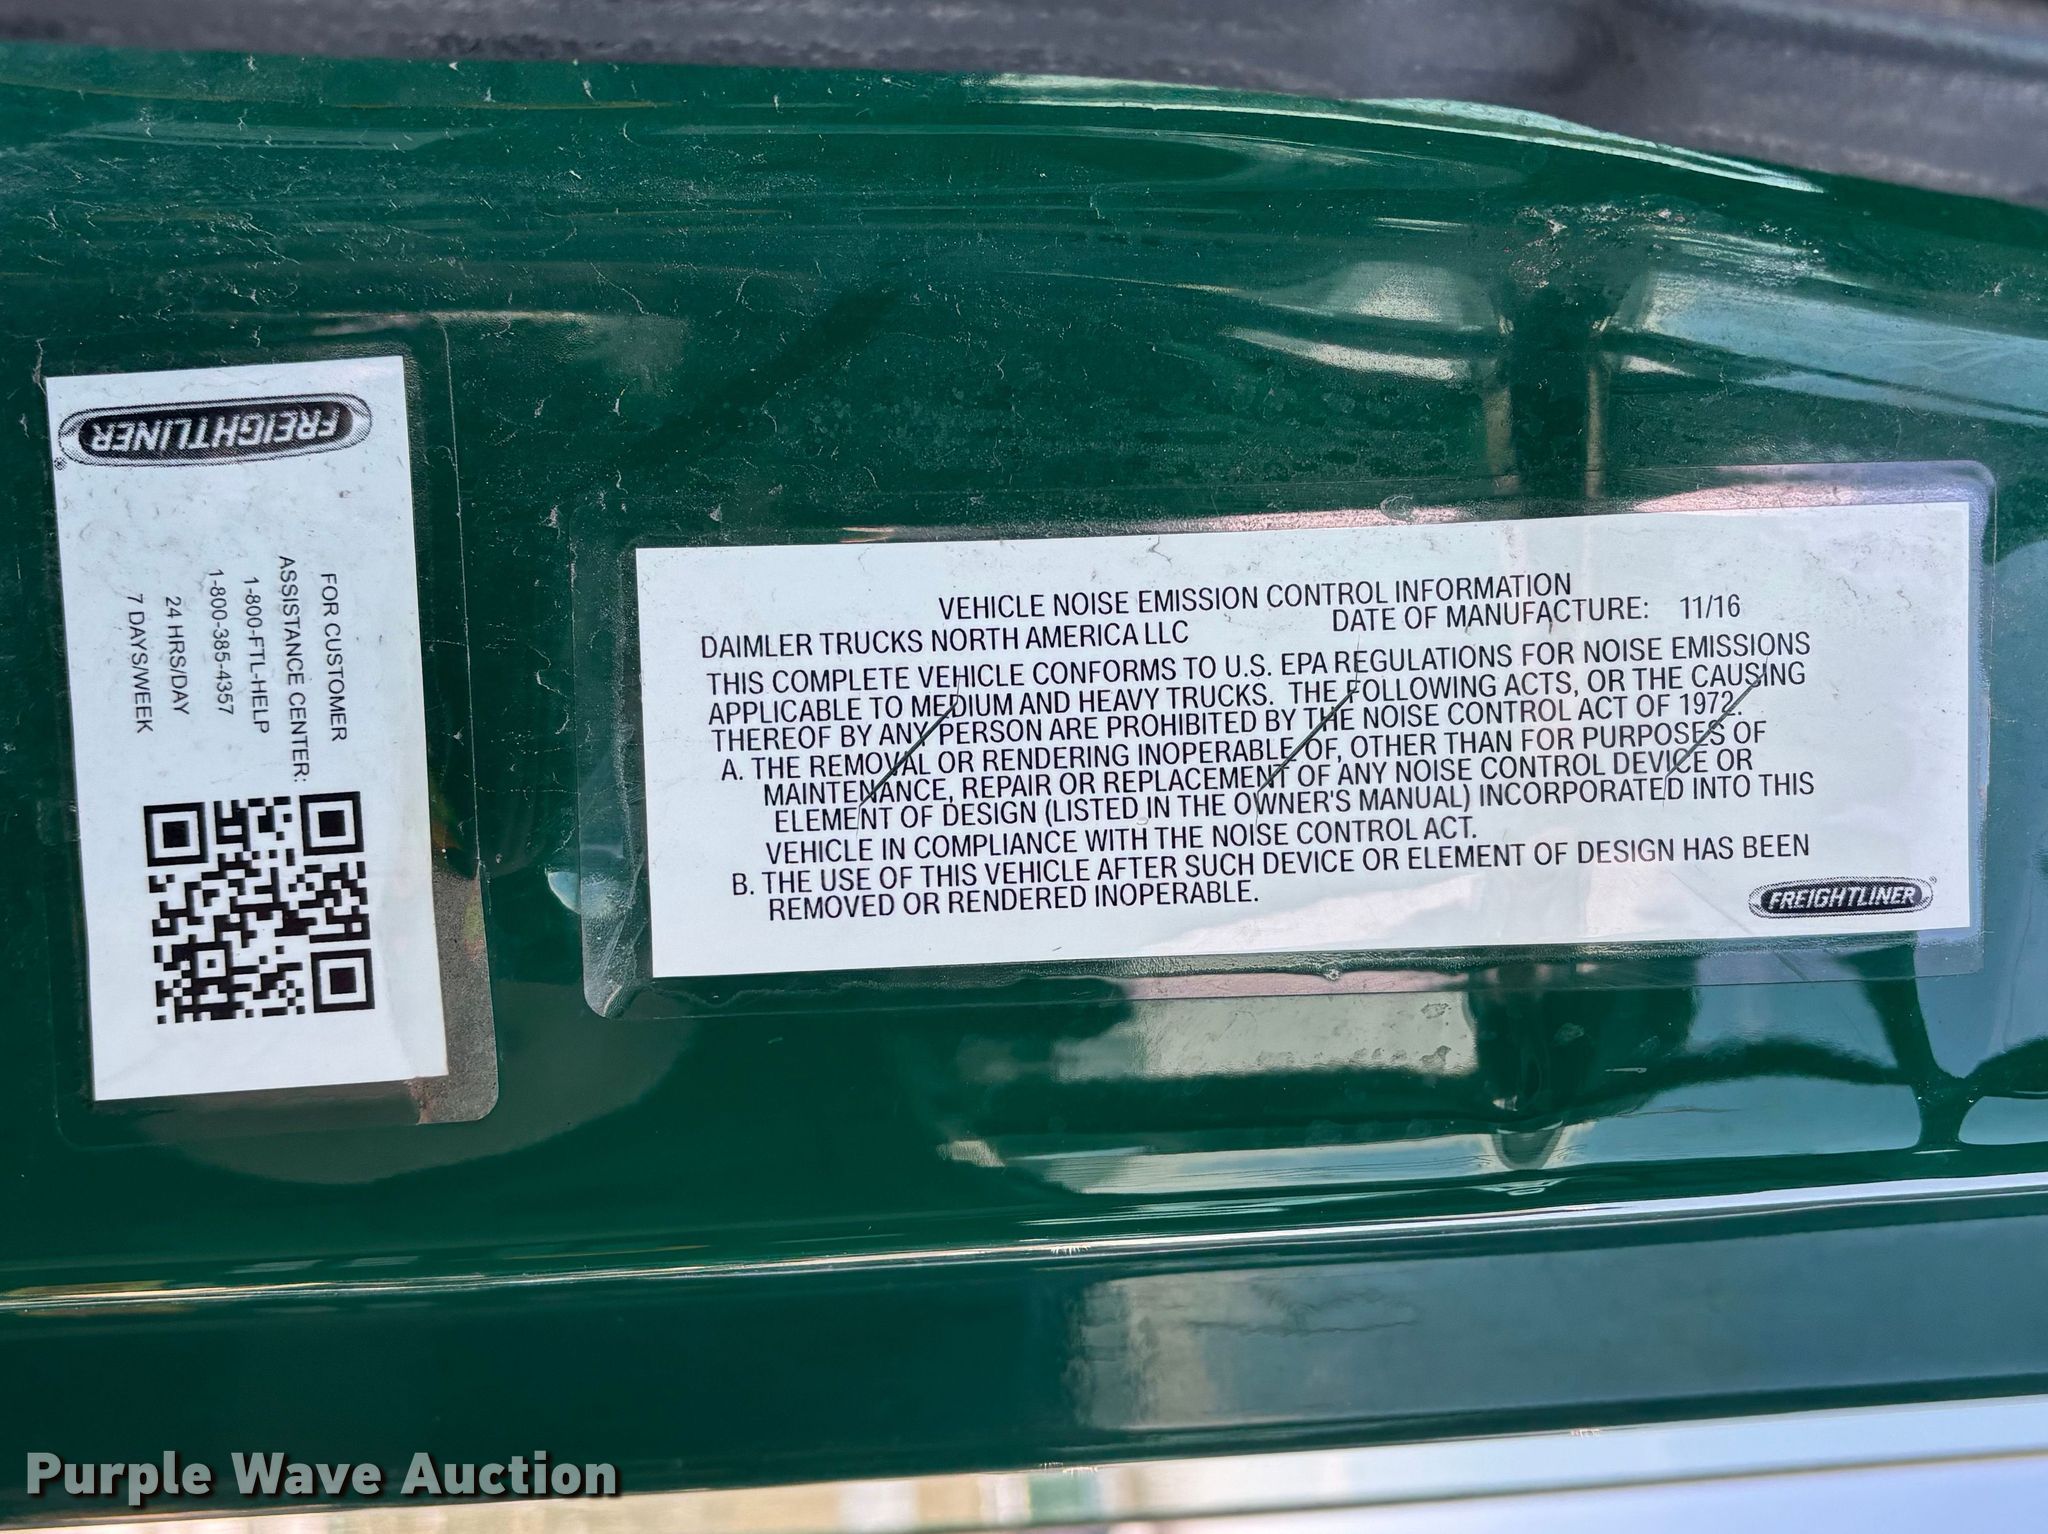 FREIGHTLINER
FOR CUSTOMER
ASSISTANCE CENTER:
1-800-FTL-HELP
1-800-385-4357
24 HRS/DAY
7 DAYS/WEEK
VEHICLE NOISE EMISSION CONTROL INFORMATION
DAIMLER TRUCKS NORTH AMERICA LLC DATE OF MANUFACTURE: 11/16
THIS COMPLETE VEHICLE CONFORMS TO U.S. EPA REGULATIONS FOR NOISE EMISSIONS
APPLICABLE TO MEDIUM AND HEAVY TRUCKS. THE FOLLOWING ACTS, OR THE CAUSING
THEREOF BY ANY PERSON ARE PROHIBITED BY THE NOISE CONTROL ACT OF 1972
A. THE REMOVAL OR RENDERING INOPERABLE OF, OTHER THAN FOR PURPOSES OF
MAINTENANCE, REPAIR OR REPLACEMENT OF ANY NOISE CONTROL DEVICE OR
ELEMENT OF DESIGN (LISTED IN THE OWNER'S MANUAL) INCORPORATED INTO THIS
VEHICLE IN COMPLIANCE WITH THE NOISE CONTROL ACT.
B. THE USE OF THIS VEHICLE AFTER SUCH DEVICE OR ELEMENT OF DESIGN HAS BEEN
REMOVED OR RENDERED INOPERABLE.
FREIGHTLINER
Purple Wave Auction